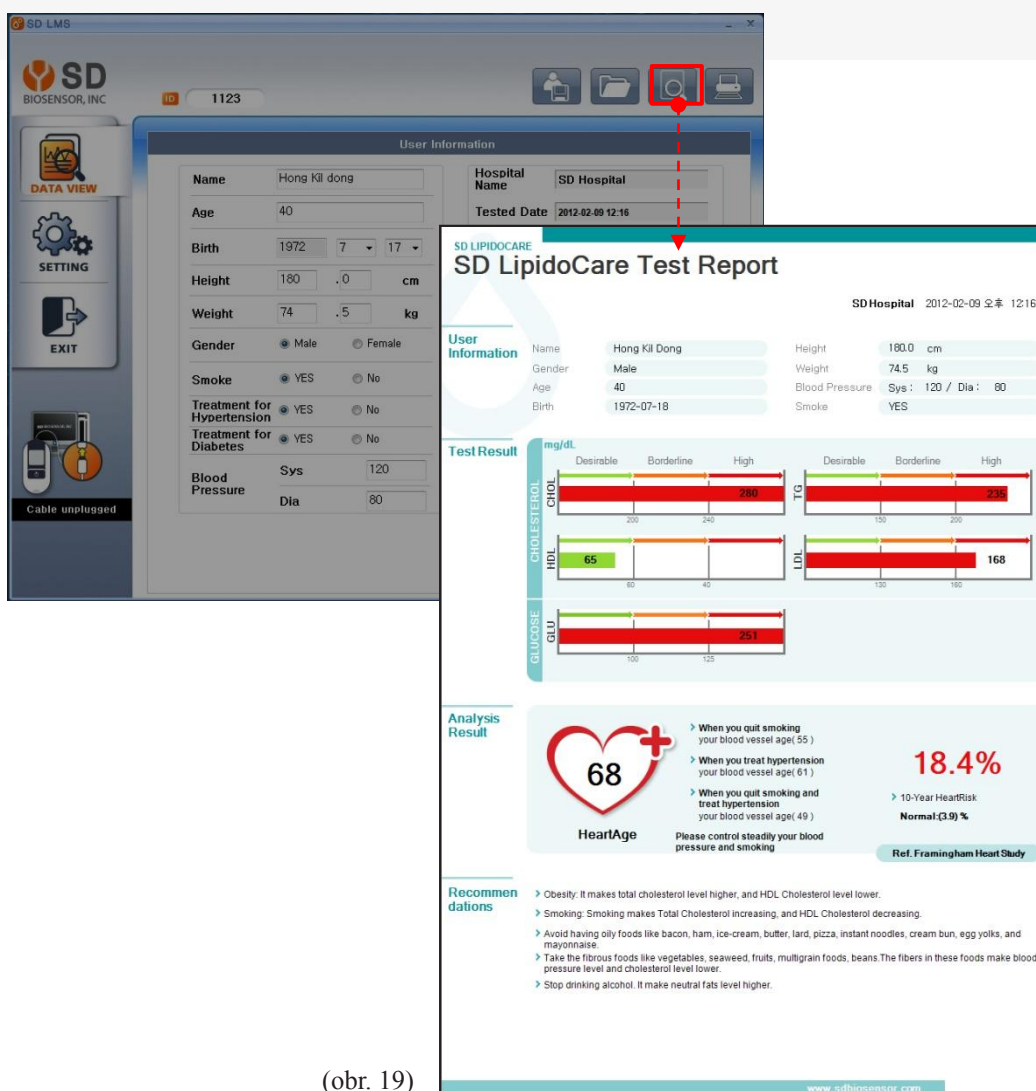 SD LMS
SD
BIOSENSOR, INC
ID 1123
User Information
DATA VIEW
SETTING
EXIT
Cable unplugged
Name Hong Kil dong
Age 40
Birth 1972 7 17
Height 180 .0 cm
Weight 74 .5 kg
Gender Male Female
Smoke YES No
Treatment for
Hypertension YES No
Treatment for
Diabetes YES No
Blood
Pressure
Sys 120
Dia 80
Hospital
Name SD Hospital
Tested Date 2012-02-09 12:16
SD LIPIDOCARE
SD LipidoCare Test Report
SD Hospital 2012-02-09 오후 12:16
User
Information
Name Hong Kil Dong
Gender Male
Age 40
Birth 1972-07-18
Height 180.0 cm
Weight 74.5 kg
Blood Pressure Sys : 120 / Dia : 80
Smoke YES
Test Result
mg/dL
Desirable Borderline High
Desirable Borderline High
CHOLESTEROL
CHOL 280
200 240
TG 235
150 200
HDL 65
60 40
LDL 168
130 160
GLUCOSE
GLU 251
100 125
Analysis
Result
68
HeartAge
> When you quit smoking
your blood vessel age( 55 )
> When you treat hypertension
your blood vessel age( 61 )
> When you quit smoking and
treat hypertension
your blood vessel age( 49 )
Please control steadily your blood
pressure and smoking
18.4%
> 10-Year HeartRisk
Normal:(3.9) %
Ref. Framingham Heart Study
Recommen
dations
> Obesity: It makes total cholesterol level higher, and HDL Cholesterol level lower.
> Smoking: Smoking makes Total Cholesterol increasing, and HDL Cholesterol decreasing.
> Avoid having oily foods like bacon, ham, ice-cream, butter, lard, pizza, instant noodles, cream bun, egg yolks, and
mayonnaise.
> Take the fibrous foods like vegetables, seaweed, fruits, multigrain foods, beans.The fibers in these foods make blood
pressure level and cholesterol level lower.
> Stop drinking alcohol. It make neutral fats level higher.
www.sdbiosensor.com
(obr. 19)